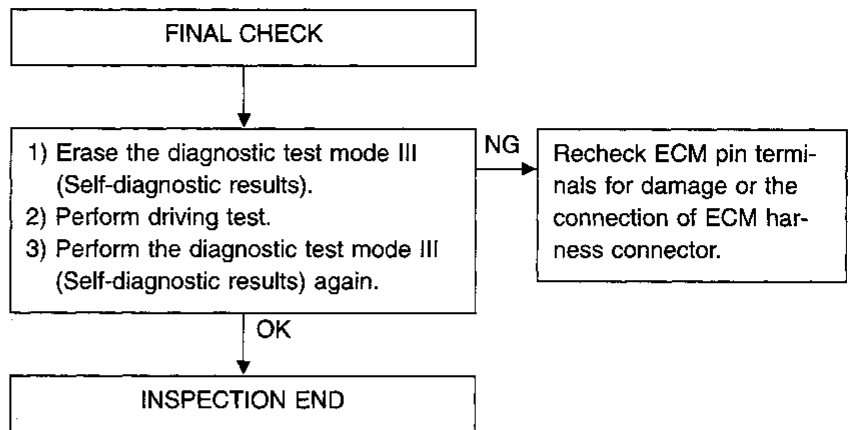 FINAL CHECK
1) Erase the diagnostic test mode III
(Self-diagnostic results).
2) Perform driving test.
3) Perform the diagnostic test mode III
(Self-diagnostic results) again.
NG
Recheck ECM pin termi-
nals for damage or the
connection of ECM har-
ness connector.
OK
INSPECTION END